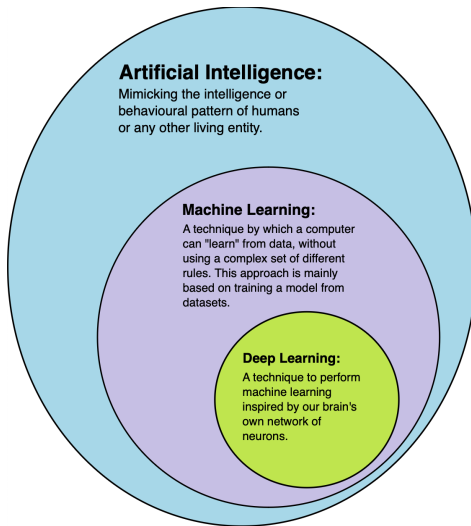 Artificial Intelligence:
Mimicking the intelligence or
behavioural pattern of humans
or any other living entity.
Machine Learning:
A technique by which a computer
can "learn" from data, without
using a complex set of different
rules. This approach is mainly
based on training a model from
datasets.
Deep Learning:
A technique to perform
machine learning
inspired by our brain's
own network of
neurons.